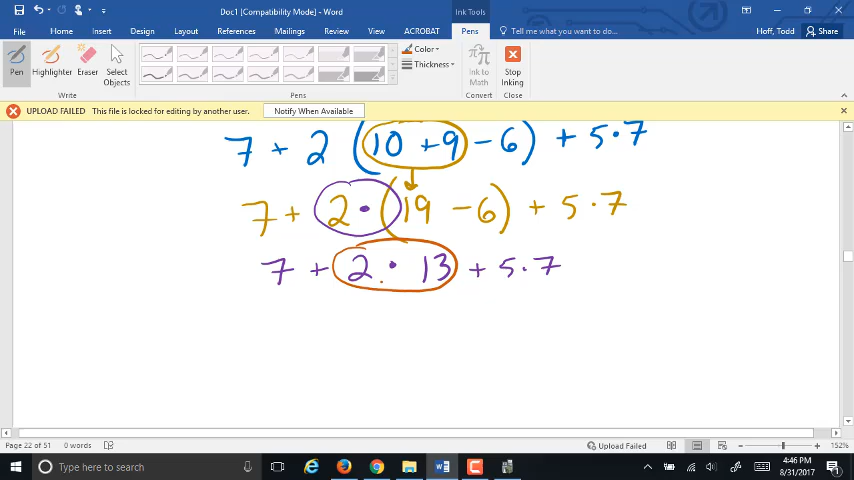 Doc1 [Compatibility Mode] - Word
Ink Tools
File Home Insert Design Layout References Mailings Review View ACROBAT Pens Tell me what you want to do... Hoff, Todd Share
Pen Highlighter Eraser Select Objects
Color
Thickness
Ink to Math
Stop Inking
Write Pens Convert Close
UPLOAD FAILED This file is locked for editing by another user. Notify When Available
7 + 2 (10 + 9 - 6) + 5 · 7
7 + 2 · (19 - 6) + 5 · 7
7 + 2 · 13 + 5 · 7
Page 22 of 51 0 words Upload Failed 100%
Type here to search
4:46 PM
8/31/2017